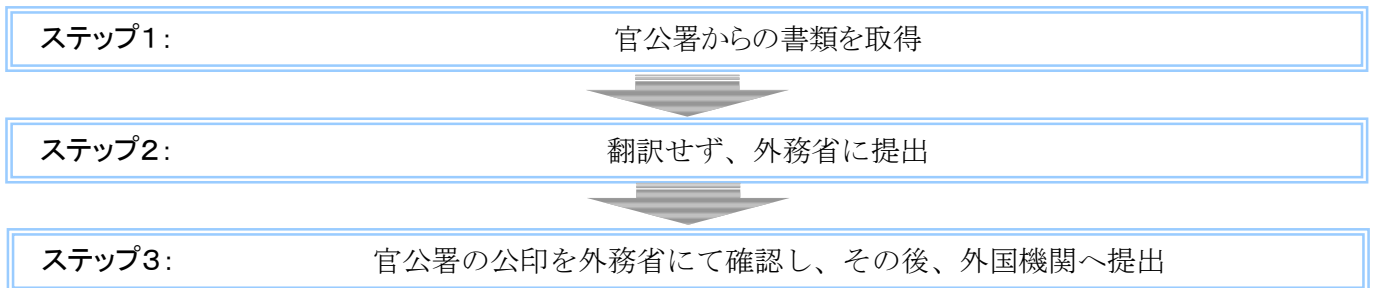 ステップ1： 官公署からの書類を取得
ステップ2： 翻訳せず、外務省に提出
ステップ3： 官公署の公印を外務省にて確認し、その後、外国機関へ提出